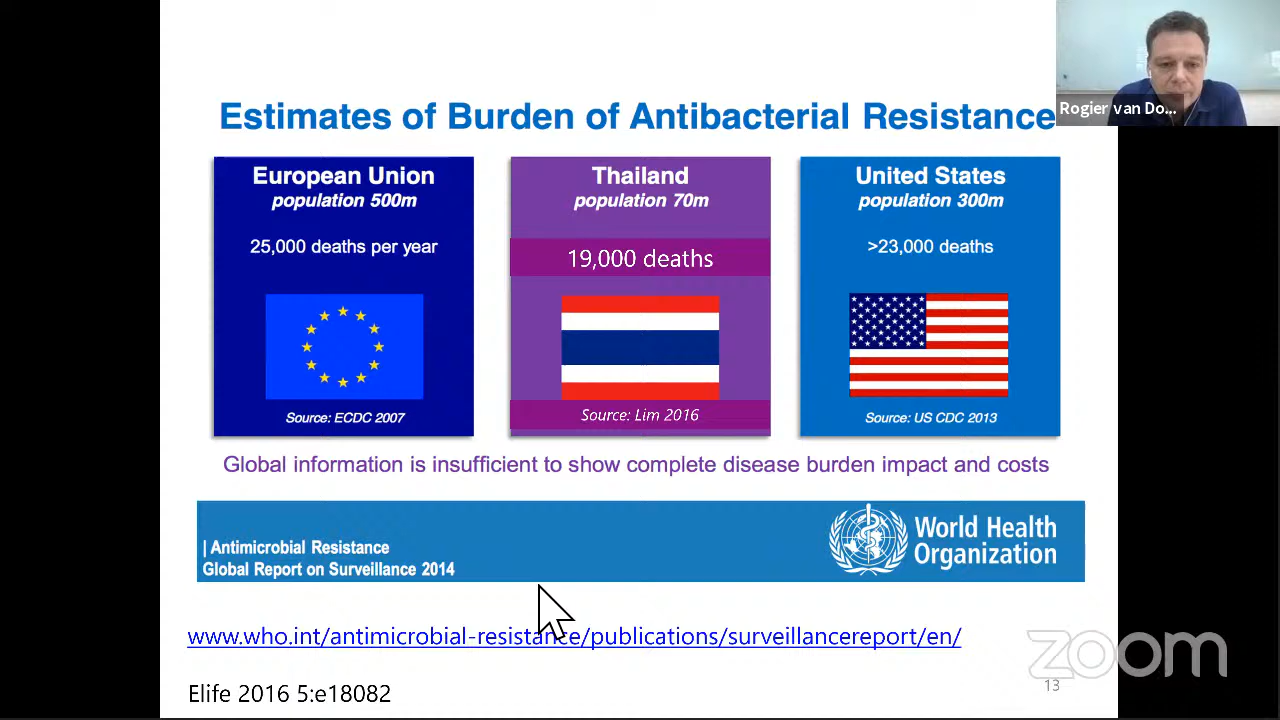 Rogier van Do...
Estimates of Burden of Antibacterial Resistance
European Union
population 500m
25,000 deaths per year
Source: ECDC 2007
Thailand
population 70m
19,000 deaths
Source: Lim 2016
United States
population 300m
>23,000 deaths
Source: US CDC 2013
Global information is insufficient to show complete disease burden impact and costs
| Antimicrobial Resistance
Global Report on Surveillance 2014
World Health
Organization
www.who.int/antimicrobial-resistance/publications/surveillancereport/en/
Elife 2016 5:e18082
zoom
13